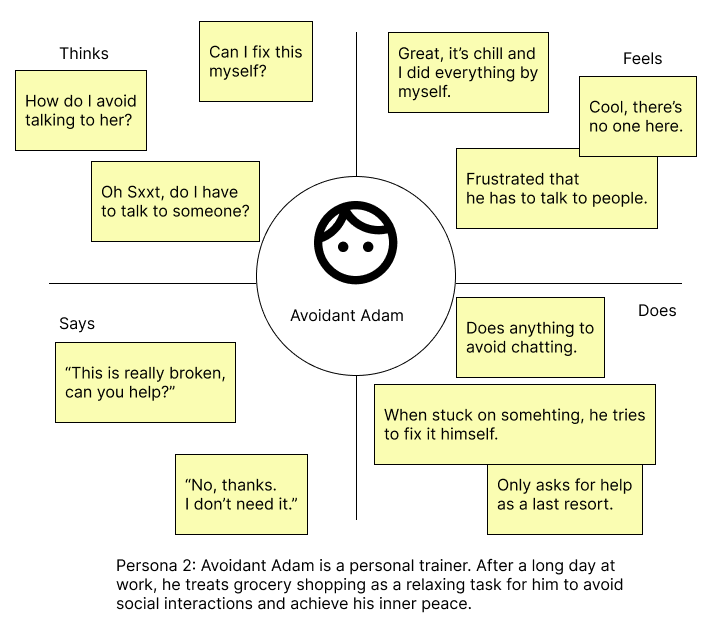 Thinks
Can I fix this
myself?
How do I avoid
talking to her?
Oh Sxxt, do I have
to talk to someone?
Feels
Great, it’s chill and
I did everything by
myself.
Cool, there’s
no one here.
Frustrated that
he has to talk to people.
Avoidant Adam
Says
“This is really broken,
can you help?”
“No, thanks.
I don’t need it.”
Does
Does anything to
avoid chatting.
When stuck on somehting, he tries
to fix it himself.
Only asks for help
as a last resort.
Persona 2: Avoidant Adam is a personal trainer. After a long day at
work, he treats grocery shopping as a relaxing task for him to avoid
social interactions and achieve his inner peace.